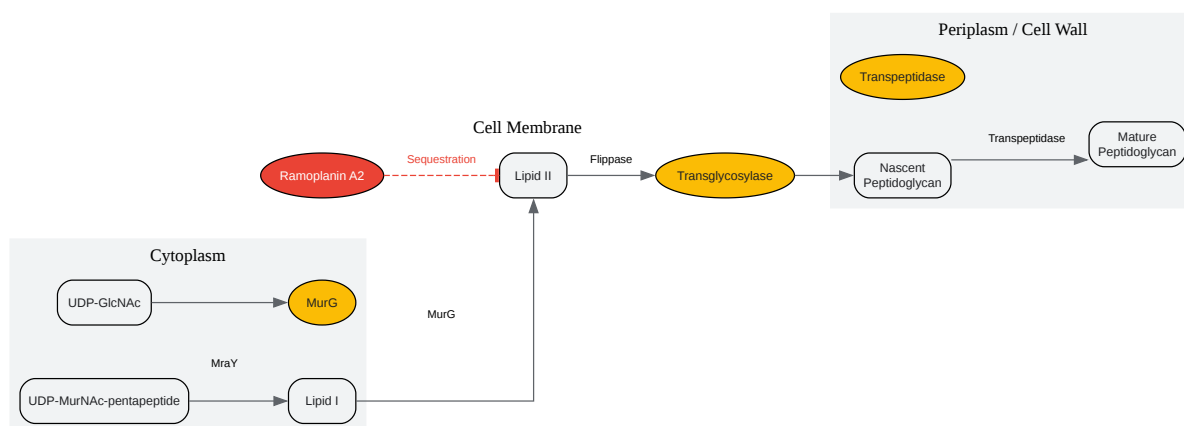 Periplasm / Cell Wall
Transpeptidase
Transpeptidase
Mature
Peptidoglycan
Nascent
Peptidoglycan
Cell Membrane
Ramoplanin A2
Sequestration
Lipid II
Flippase
Transglycosylase
Cytoplasm
UDP-GlcNAc
MurG
MurG
MraY
UDP-MurNAc-pentapeptide
Lipid I